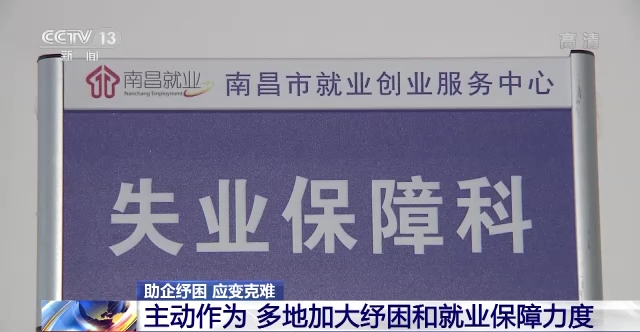 CCTV 13
新闻
高清
南昌就业
Nanchang Employment
南昌市就业创业服务中心
失业保障科
助企纾困 应变克难
主动作为 多地加大纾困和就业保障力度